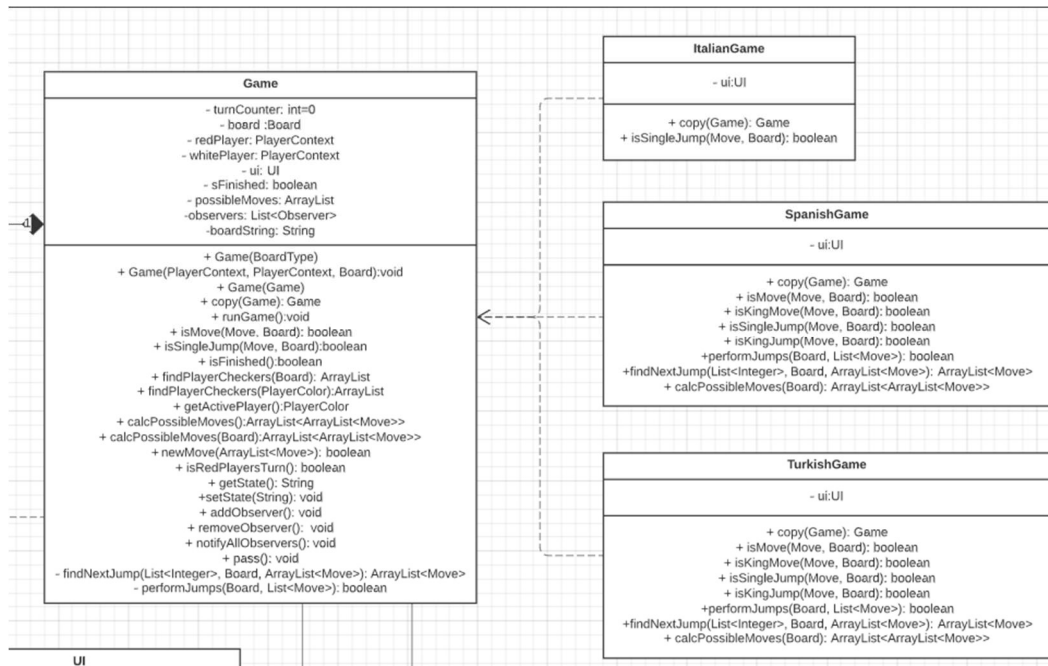 Game
- turnCounter: int=0
- board :Board
- redPlayer: PlayerContext
- whitePlayer: PlayerContext
- ui: UI
- sFinished: boolean
- possibleMoves: ArrayList
-observers: List<Observer>
-boardString: String
1
+ Game(BoardType)
+ Game(PlayerContext, PlayerContext, Board):void
+ Game(Game)
+ copy(Game): Game
+ runGame():void
+ isMove(Move, Board): boolean
+ isSingleJump(Move, Board):boolean
+ isFinished():boolean
+ findPlayerCheckers(Board): ArrayList
+ findPlayerCheckers(PlayerColor):ArrayList
+ getActivePlayer():PlayerColor
+ calcPossibleMoves():ArrayList<ArrayList<Move>>
+ calcPossibleMoves(Board):ArrayList<ArrayList<Move>>
+ newMove(ArrayList<Move>): boolean
+ isRedPlayersTurn(): boolean
+ getState(): String
+setState(String): void
+ addObserver(): void
+ removeObserver(): void
+ notifyAllObservers(): void
+ pass(): void
- findNextJump(List<Integer>, Board, ArrayList<Move>): ArrayList<Move>
- performJumps(Board, List<Move>): boolean
UI
ItalianGame
- ui:UI
+ copy(Game): Game
+ isSingleJump(Move, Board): boolean
SpanishGame
- ui:UI
+ copy(Game): Game
+ isMove(Move, Board): boolean
+ isKingMove(Move, Board): boolean
+ isSingleJump(Move, Board): boolean
+ isKingJump(Move, Board): boolean
+performJumps(Board, List<Move>): boolean
+findNextJump(List<Integer>, Board, ArrayList<Move>): ArrayList<Move>
+ calcPossibleMoves(Board): ArrayList<ArrayList<Move>>
TurkishGame
- ui:UI
+ copy(Game): Game
+ isMove(Move, Board): boolean
+ isKingMove(Move, Board): boolean
+ isSingleJump(Move, Board): boolean
+ isKingJump(Move, Board): boolean
+performJumps(Board, List<Move>): boolean
+findNextJump(List<Integer>, Board, ArrayList<Move>): ArrayList<Move>
+ calcPossibleMoves(Board): ArrayList<ArrayList<Move>>